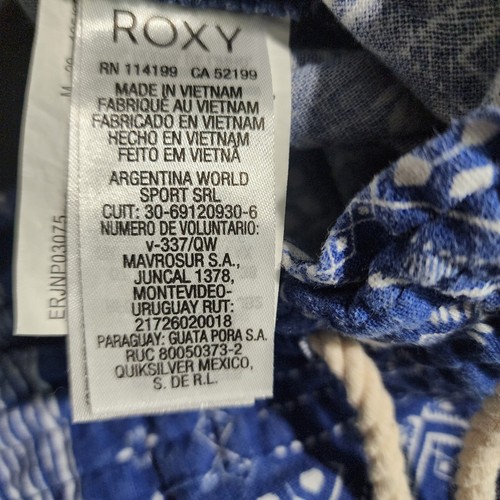 ROXY
RN 114199 CA 52199
MADE IN VIETNAM
FABRIQUÉ AU VIETNAM
FABRICADO EN VIETNAM
HECHO EN VIETNAM
FEITO EM VIETNÃ
ARGENTINA WORLD
SPORT SRL
CUIT: 30-69120930-6
NUMERO DE VOLUNTARIO:
v-337/QW
MAVROSUR S.A.,
JUNCAL 1378,
MONTEVIDEO-
URUGUAY RUT:
21726020018
PARAGUAY: GUATA PORA S.A.
RUC 80050373-2
QUIKSILVER MEXICO,
S. DE R.L.
ERJNP03075